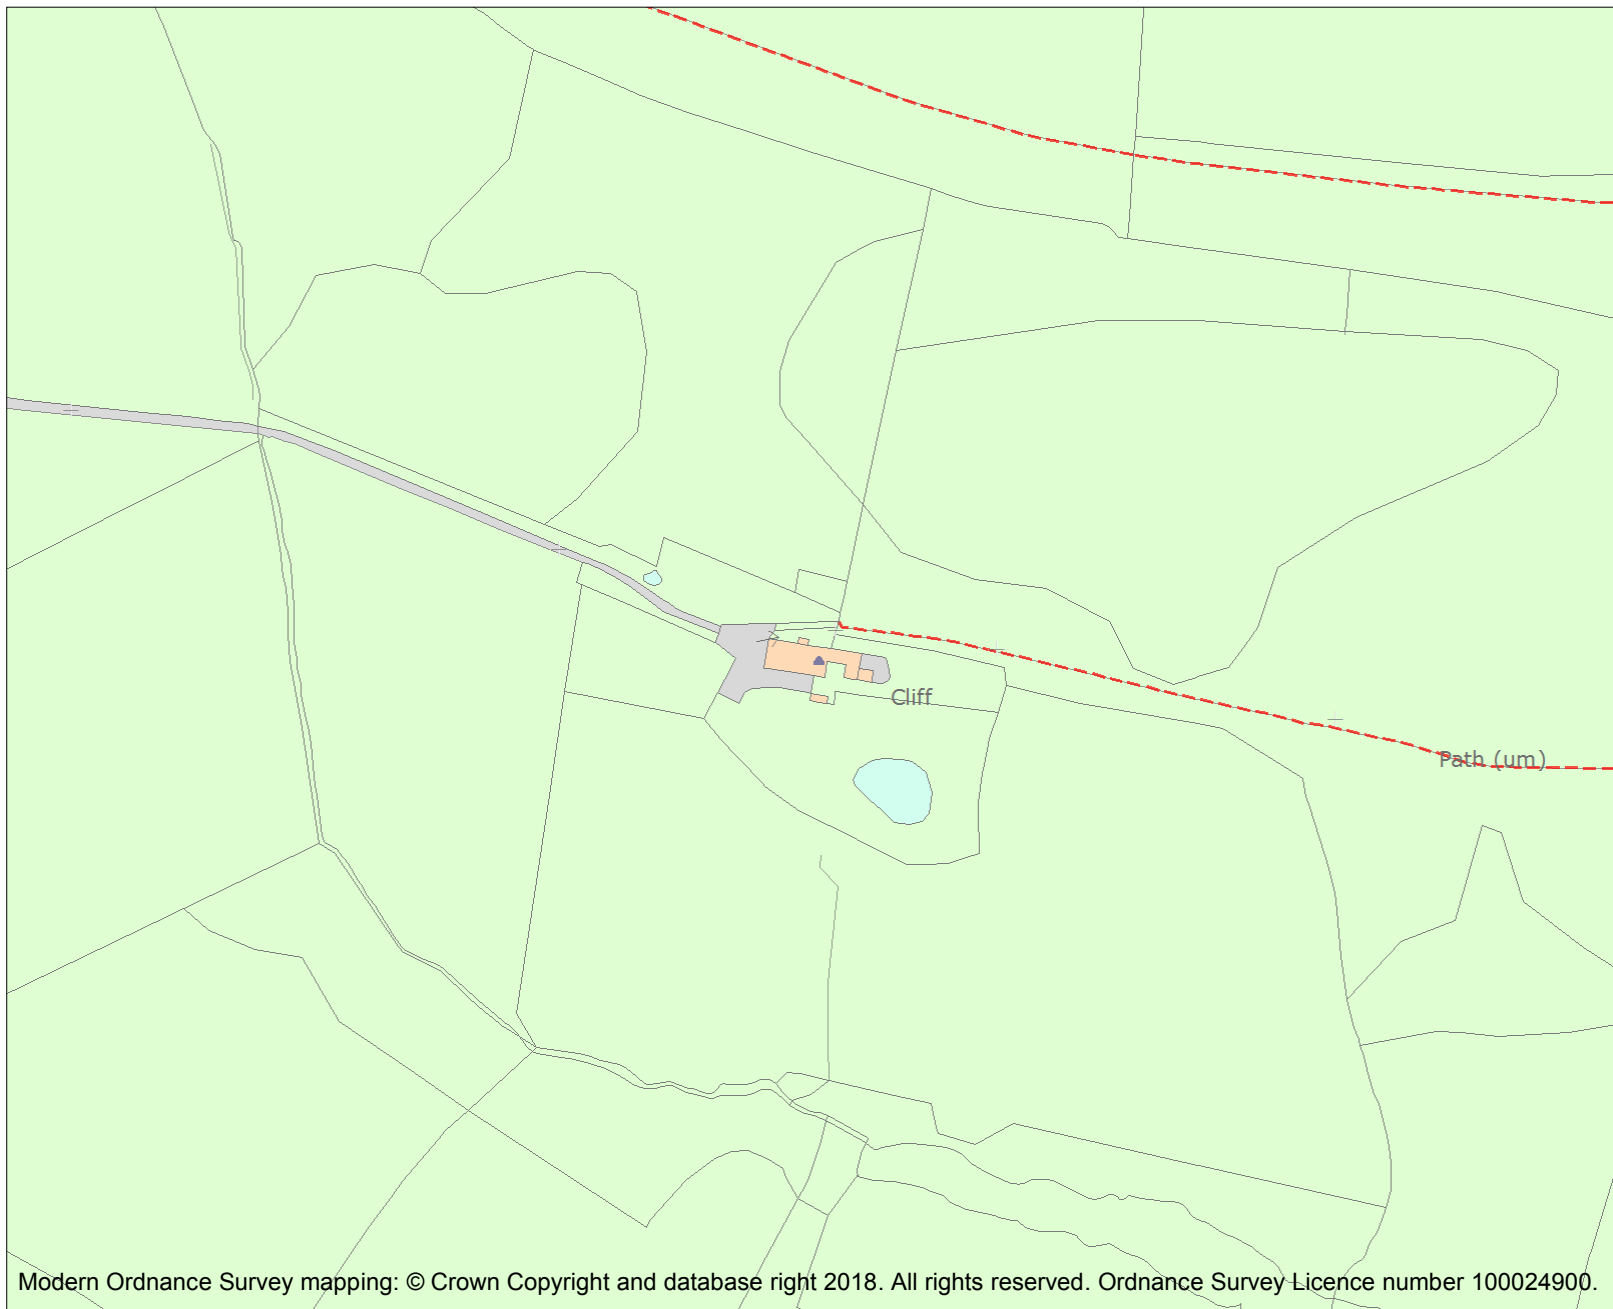 Cliff
Path (um)
Modern Ordnance Survey mapping: © Crown Copyright and database right 2018. All rights reserved. Ordnance Survey Licence number 100024900.